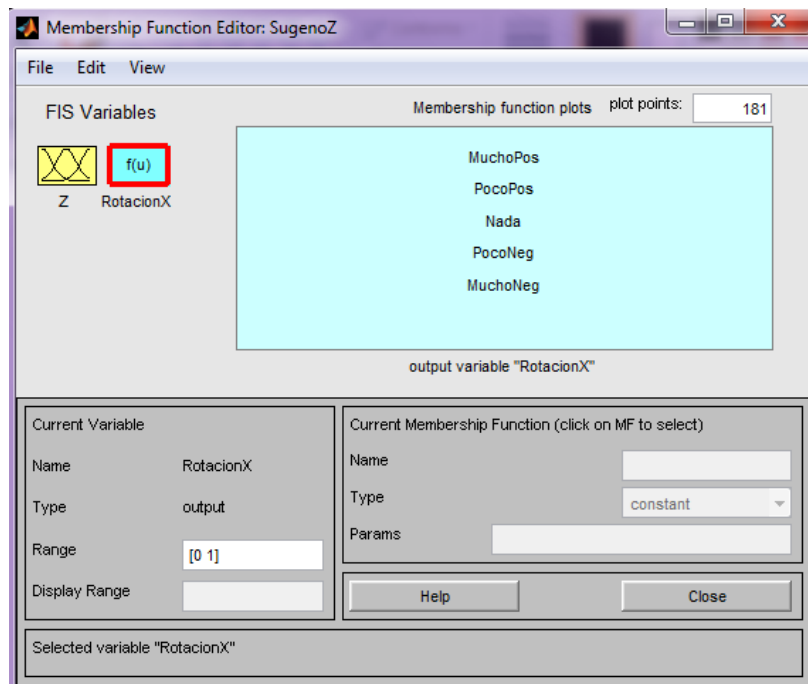 Membership Function Editor: SugenoZ
File Edit View
FIS Variables
Membership function plots plot points: 181
f(u)
Z RotacionX
MuchoPos
PocoPos
Nada
PocoNeg
MuchoNeg
output variable "RotacionX"
Current Variable
Name RotacionX
Type output
Range [0 1]
Display Range
Current Membership Function (click on MF to select)
Name
Type constant
Params
Help Close
Selected variable "RotacionX"